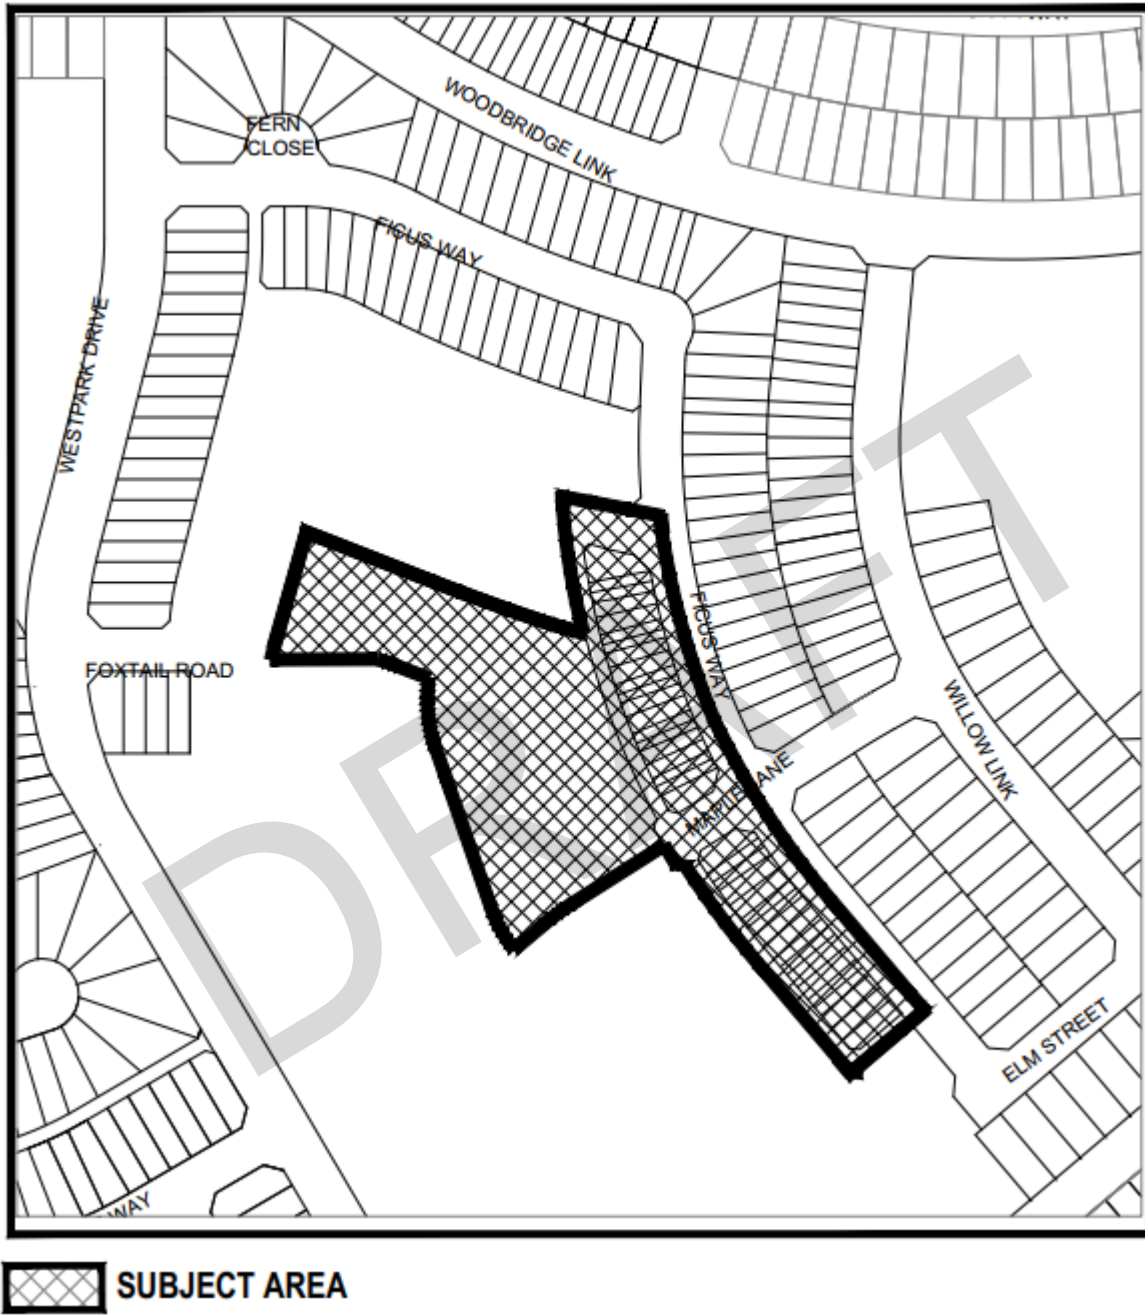 WOODBRIDGE LINK
FERN
CLOSE
FICUS WAY
WESTPARK DRIVE
DRAFT
FICUS WAY
FOXTAIL ROAD
WILLOW LINK
MAPLE LANE
ELM STREET
WAY
SUBJECT AREA